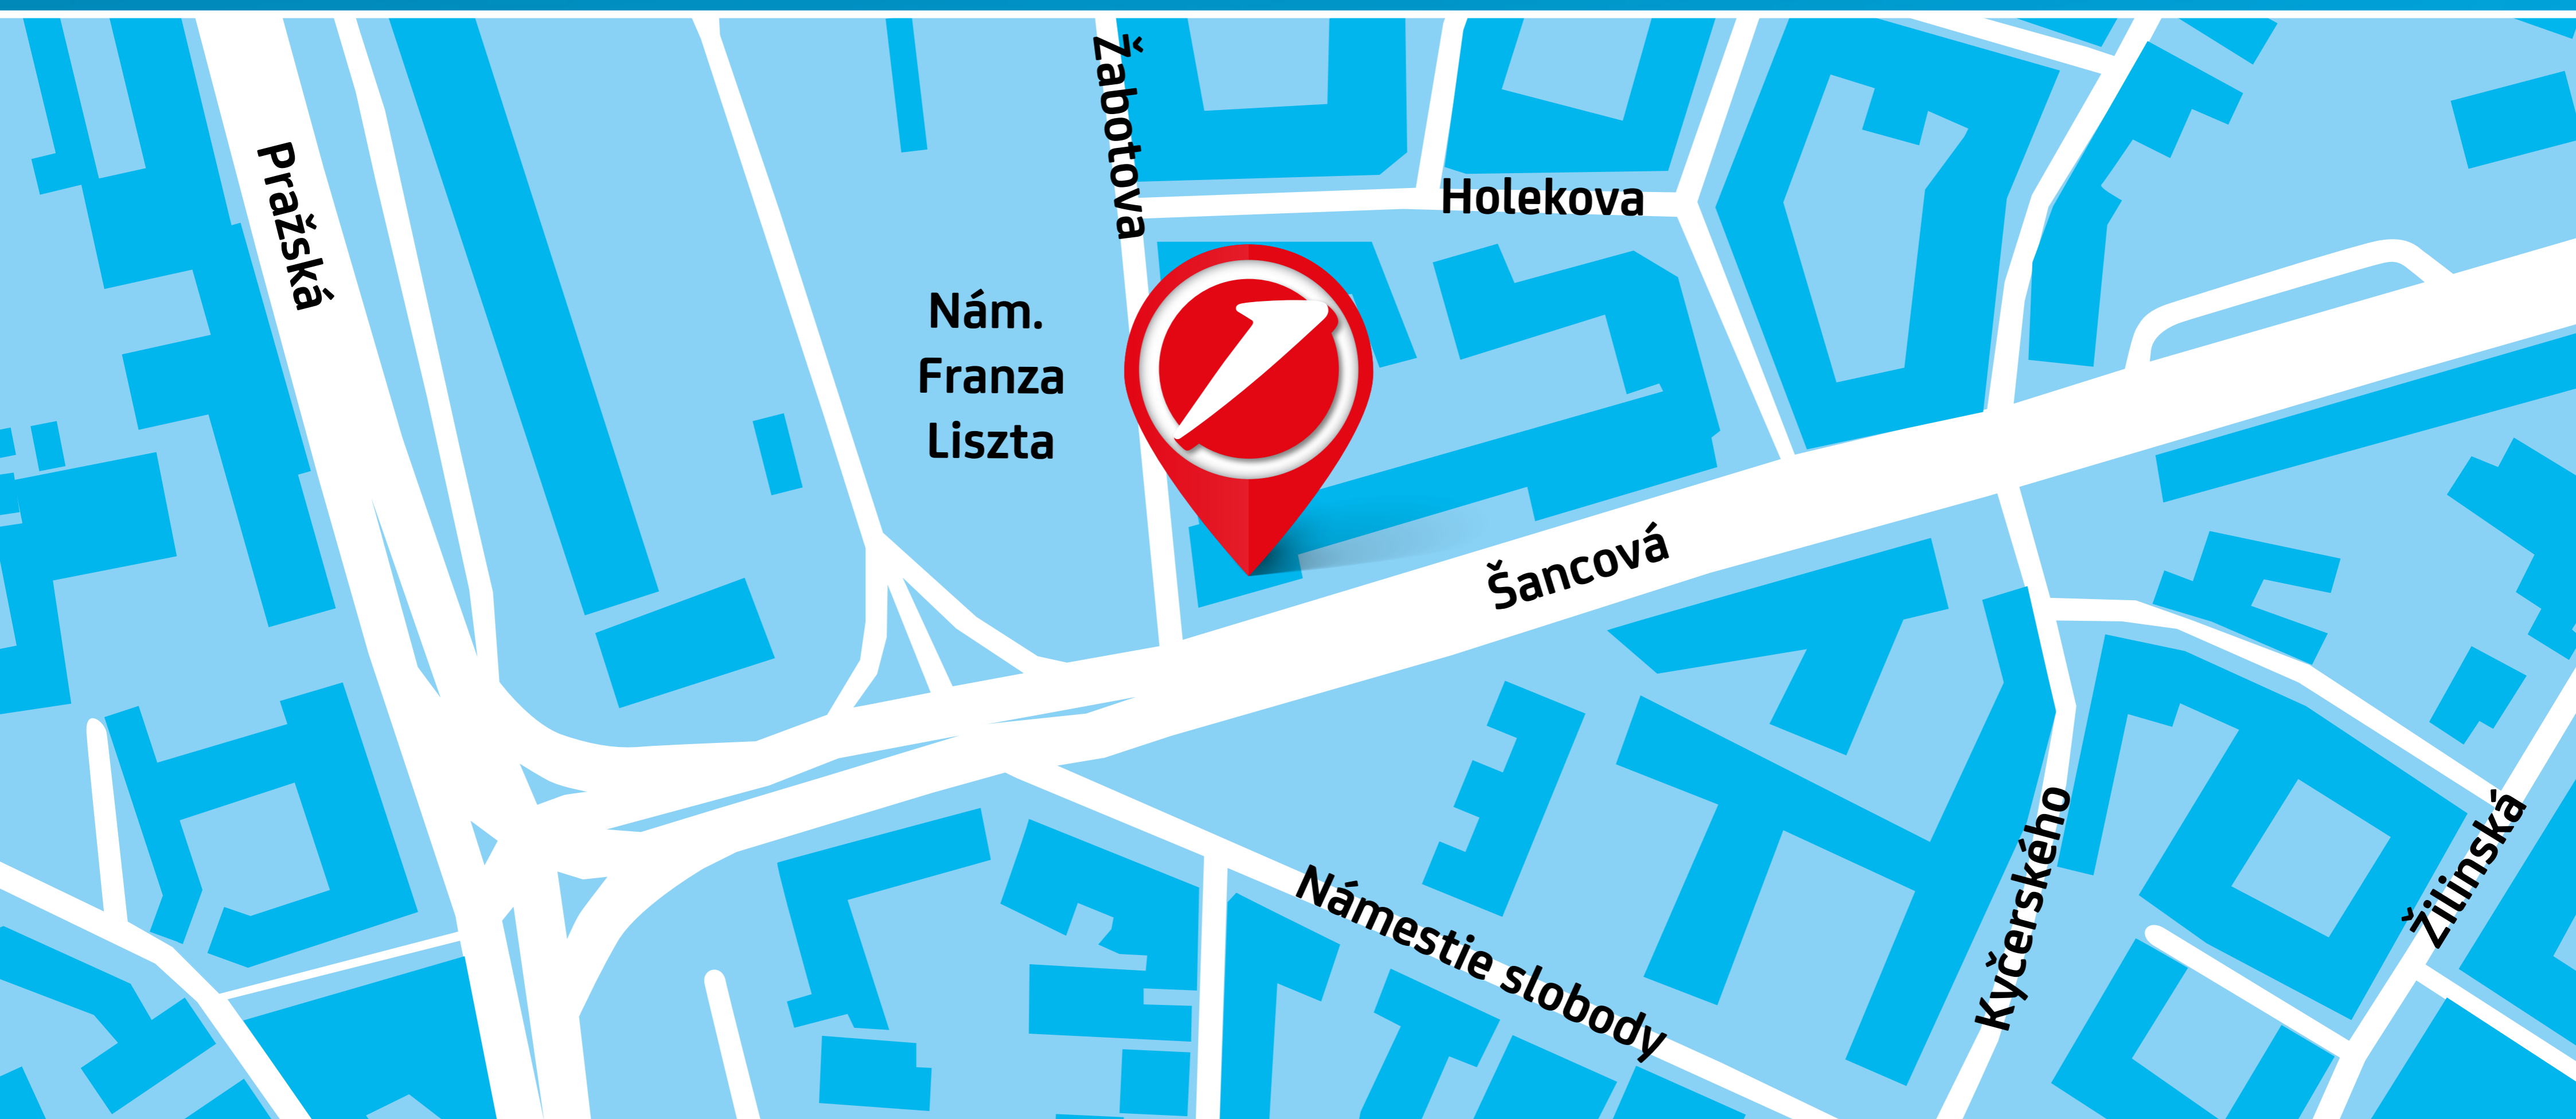 Žabotova
Pražská
Holekova
Nám.
Franza
Liszta
Šancová
Námestie slobody
Kyčerského
Žilinská